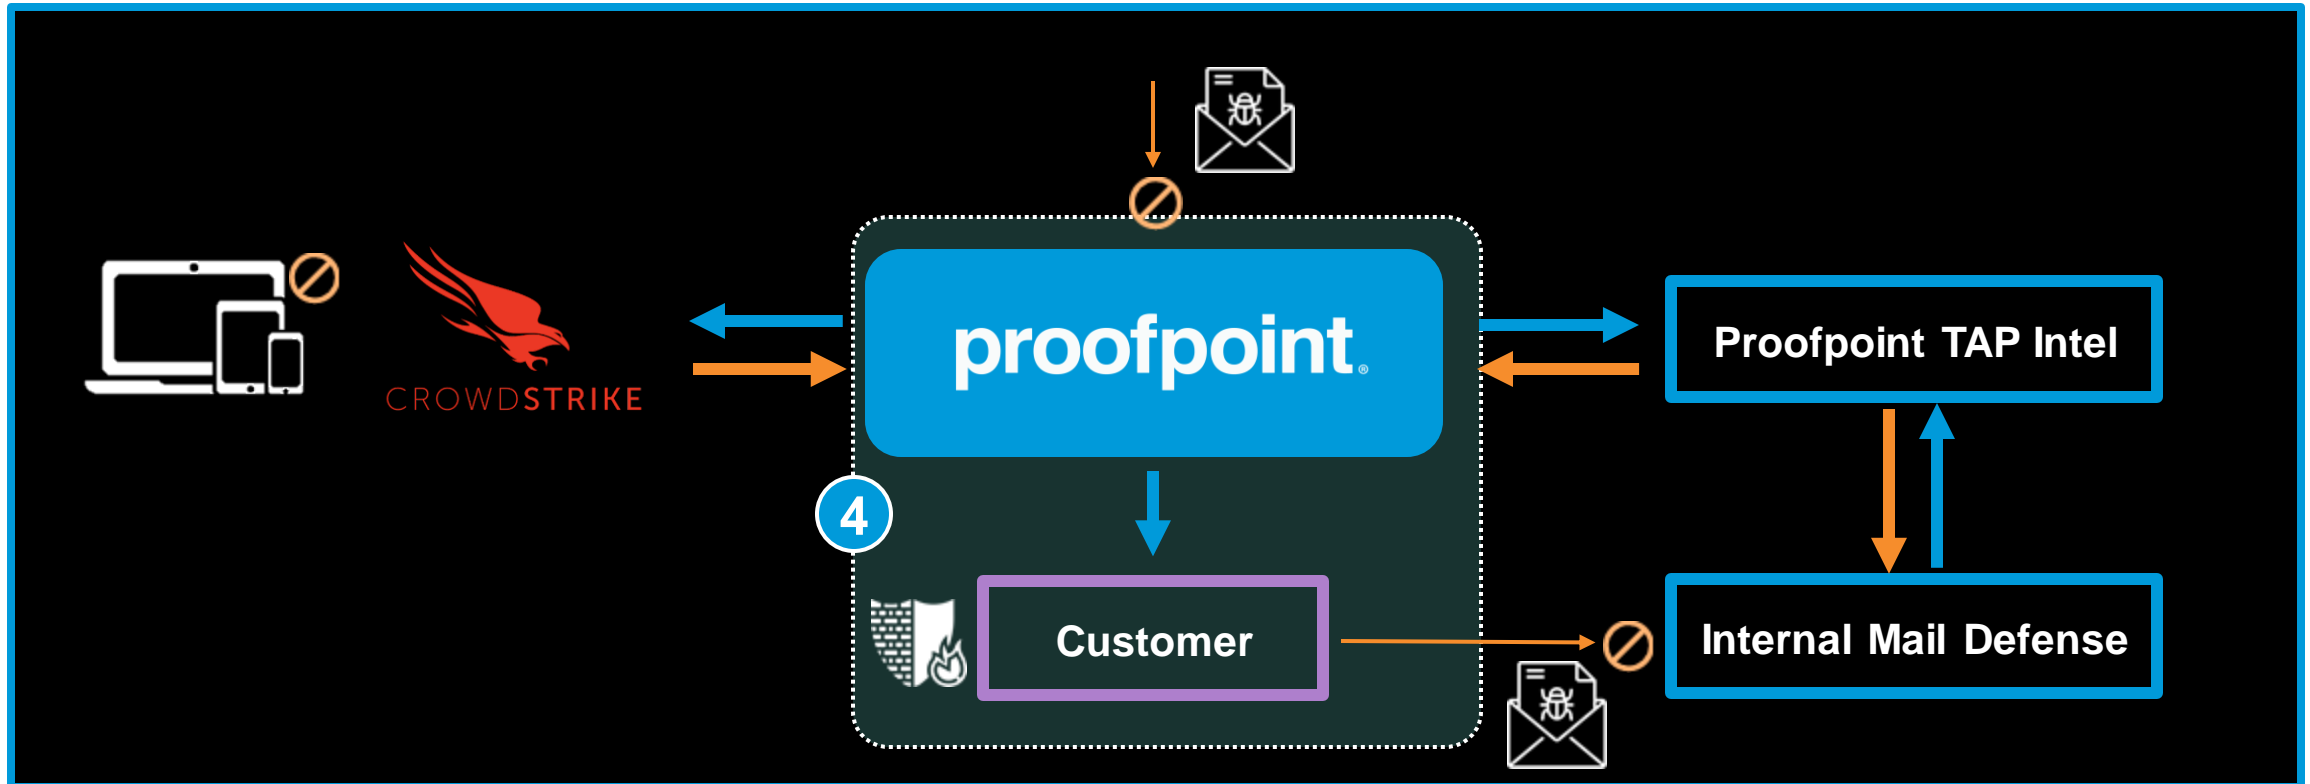 proofpoint®
CROWDSTRIKE
Proofpoint TAP Intel
4
Customer
Internal Mail Defense